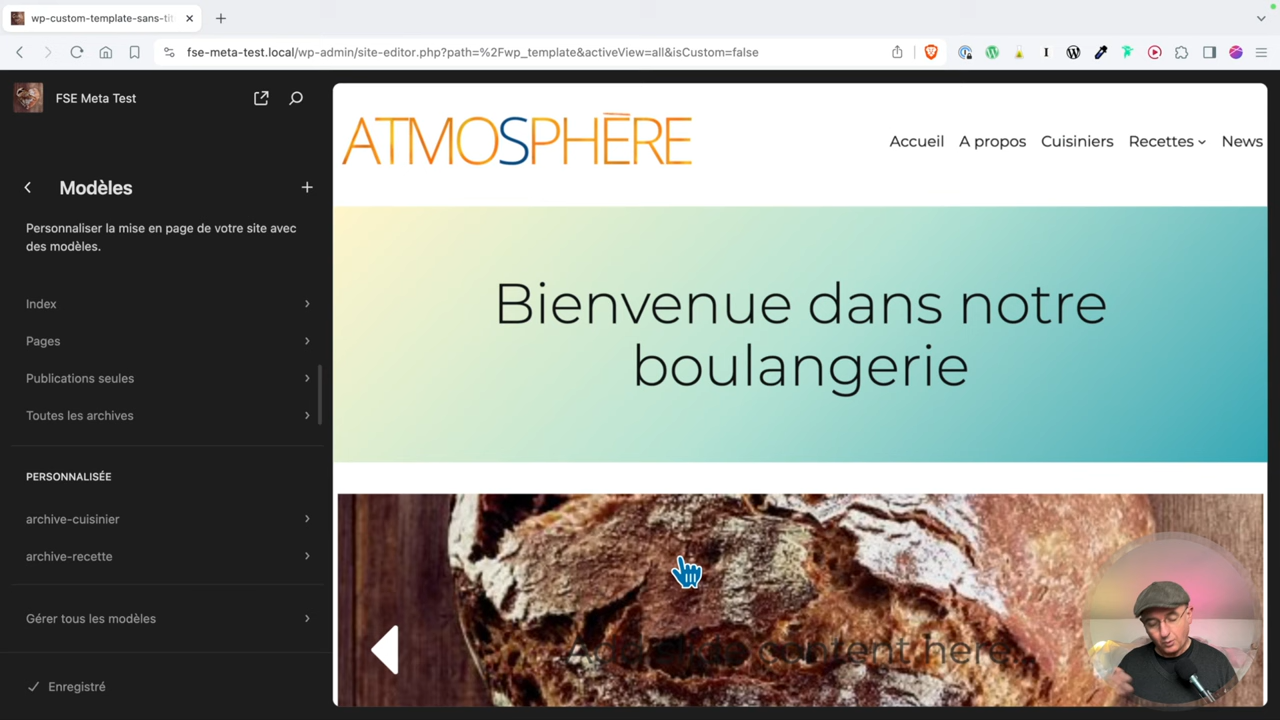 wp-custom-template-sans-tit
fse-meta-test.local/wp-admin/site-editor.php?path=%2Fwp_template&activeView=all&isCustom=false
FSE Meta Test
Modèles
Personnaliser la mise en page de votre site avec
des modèles.
Index
Pages
Publications seules
Toutes les archives
PERSONNALISÉE
archive-cuisinier
archive-recette
Gérer tous les modèles
Enregistré
ATMOSPHĒRE
Accueil
A propos
Cuisiniers
Recettes
News
Bienvenue dans notre
boulangerie
content here